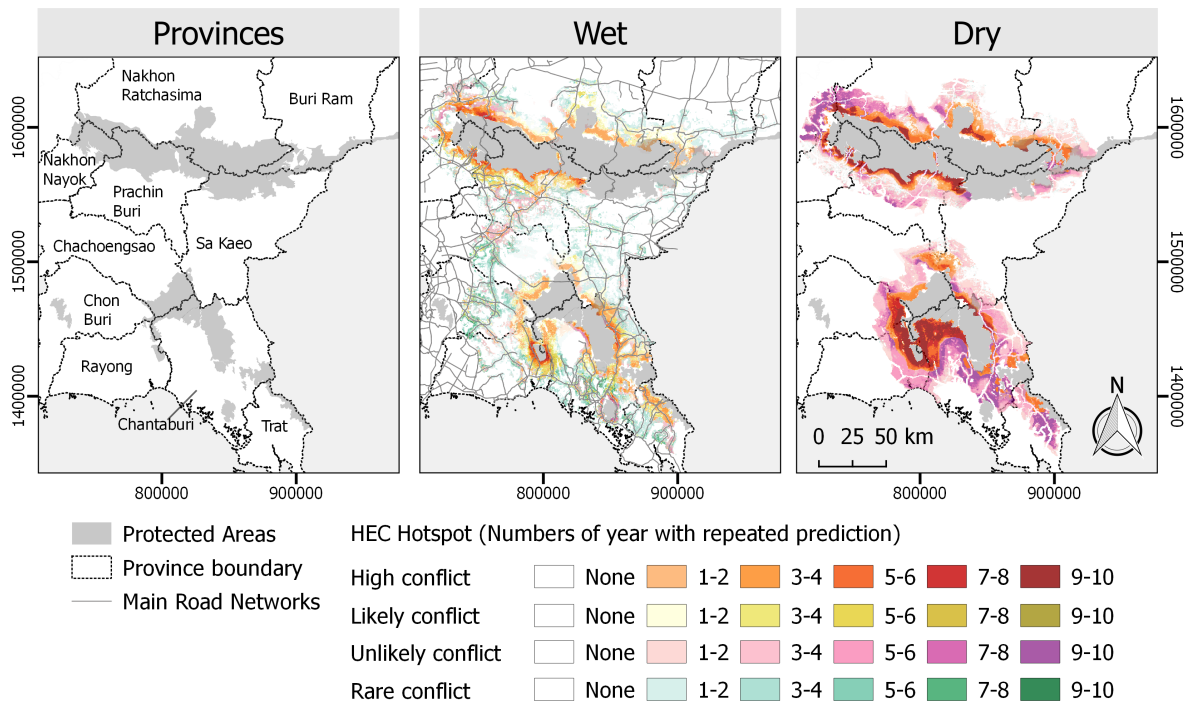 Provinces
Wet
Dry
Nakhon
Ratchasima
Buri Ram
Nakhon
Nayok
Prachin
Buri
Chachoengsao
Sa Kaeo
Chon
Buri
Rayong
Chantaburi
Trat
1600000
1500000
1400000
1600000
1500000
1400000
N
0 25 50 km
800000 900000
800000 900000
800000 900000
Protected Areas
Province boundary
Main Road Networks
HEC Hotspot (Numbers of year with repeated prediction)
High conflict None 1-2 3-4 5-6 7-8 9-10
Likely conflict None 1-2 3-4 5-6 7-8 9-10
Unlikely conflict None 1-2 3-4 5-6 7-8 9-10
Rare conflict None 1-2 3-4 5-6 7-8 9-10